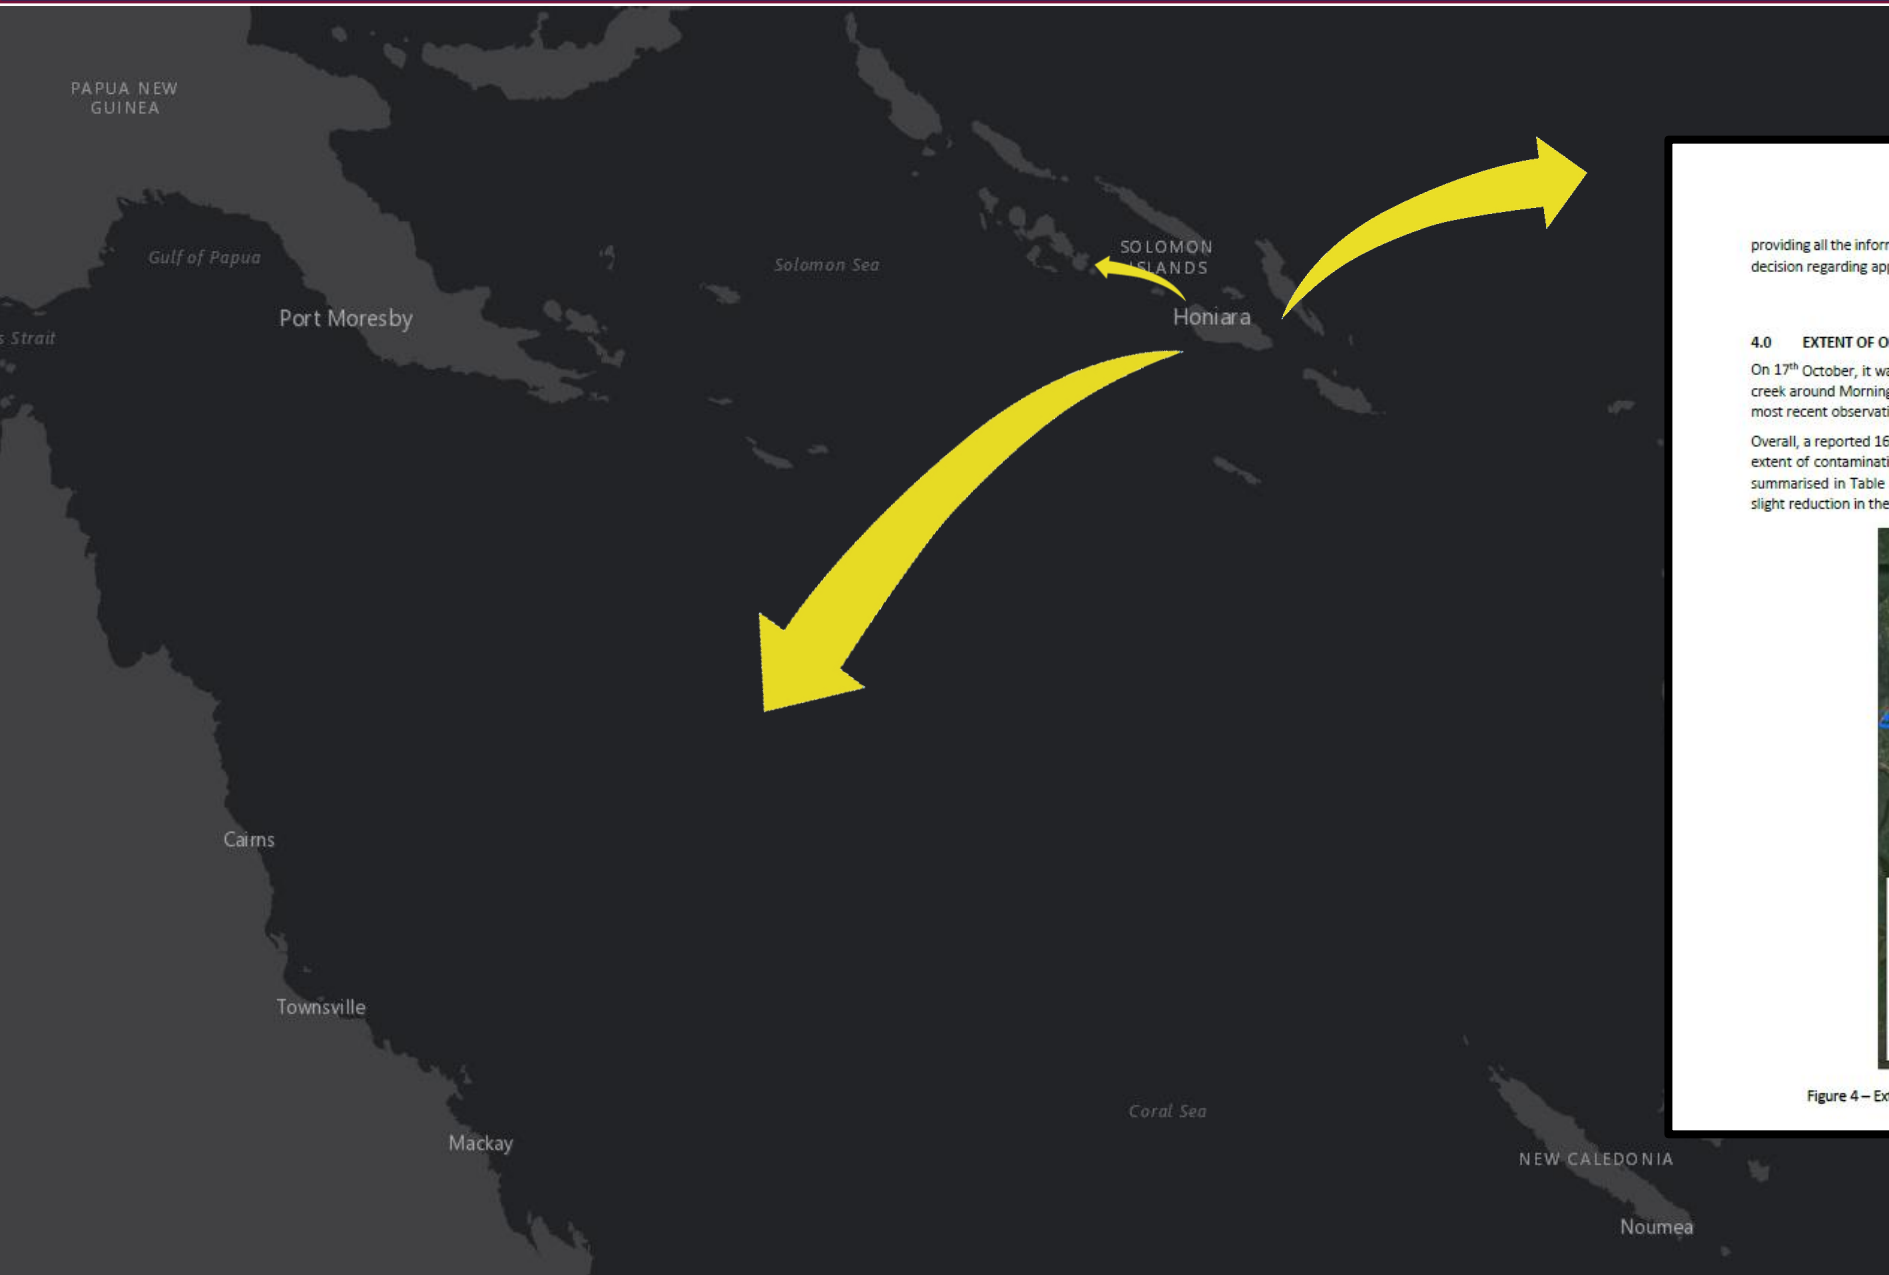 PAPUA NEW
GUINEA
Gulf of Papua
Port Moresby
s Strait
Solomon Sea
SOLOMON
ISLANDS
Honiara
Cairns
Townsville
Mackay
Coral Sea
NEW CALEDONIA
Noumea
providing all the inforr
decision regarding ap
4.0 EXTENT OF O
On 17th October, it wa
creek around Morning
most recent observati
Overall, a reported 16
extent of contaminati
summarised in Table
slight reduction in the
Figure 4 – Ex